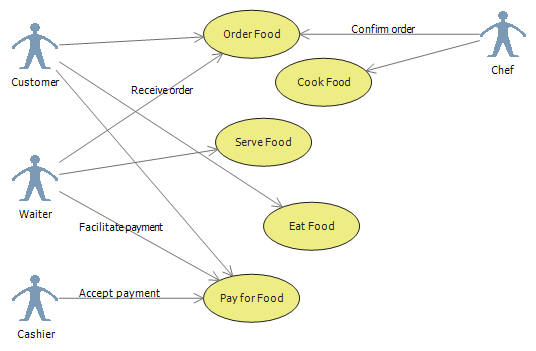 Order Food
Confirm order
Customer
Chef
Cook Food
Receive order
Serve Food
Waiter
Facilitate payment
Eat Food
Accept payment
Pay for Food
Cashier